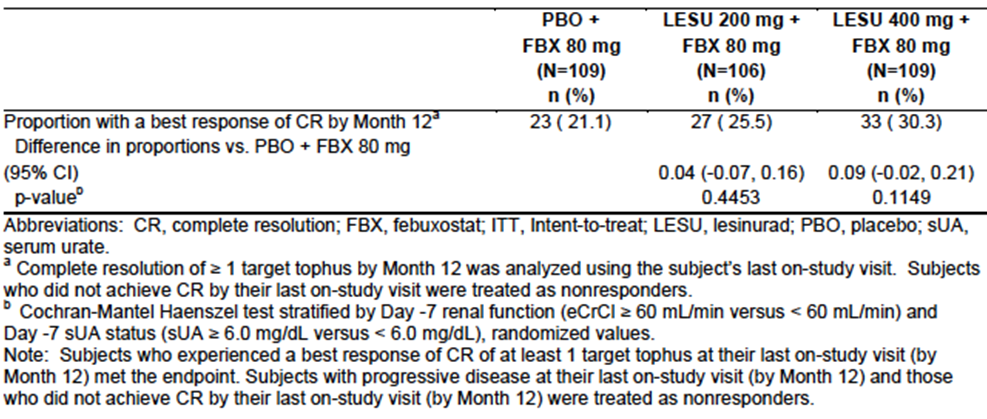 PBO + LESU 200 mg + LESU 400 mg +
FBX 80 mg FBX 80 mg FBX 80 mg
(N=109) (N=106) (N=109)
n (%) n (%) n (%)
Proportion with a best response of CR by Month 12a 23 ( 21.1) 27 ( 25.5) 33 ( 30.3)
Difference in proportions vs. PBO + FBX 80 mg
(95% CI) 0.04 (-0.07, 0.16) 0.09 (-0.02, 0.21)
p-valueb 0.4453 0.1149
Abbreviations: CR, complete resolution; FBX, febuxostat; ITT, Intent-to-treat; LESU, lesinurad; PBO, placebo; sUA,
serum urate.
a Complete resolution of ≥ 1 target tophus by Month 12 was analyzed using the subject's last on-study visit. Subjects
who did not achieve CR by their last on-study visit were treated as nonresponders.
b Cochran-Mantel Haenszel test stratified by Day -7 renal function (eCrCl ≥ 60 mL/min versus < 60 mL/min) and
Day -7 sUA status (sUA ≥ 6.0 mg/dL versus < 6.0 mg/dL), randomized values.
Note: Subjects who experienced a best response of CR of at least 1 target tophus at their last on-study visit (by
Month 12) met the endpoint. Subjects with progressive disease at their last on-study visit (by Month 12) and those
who did not achieve CR by their last on-study visit (by Month 12) were treated as nonresponders.